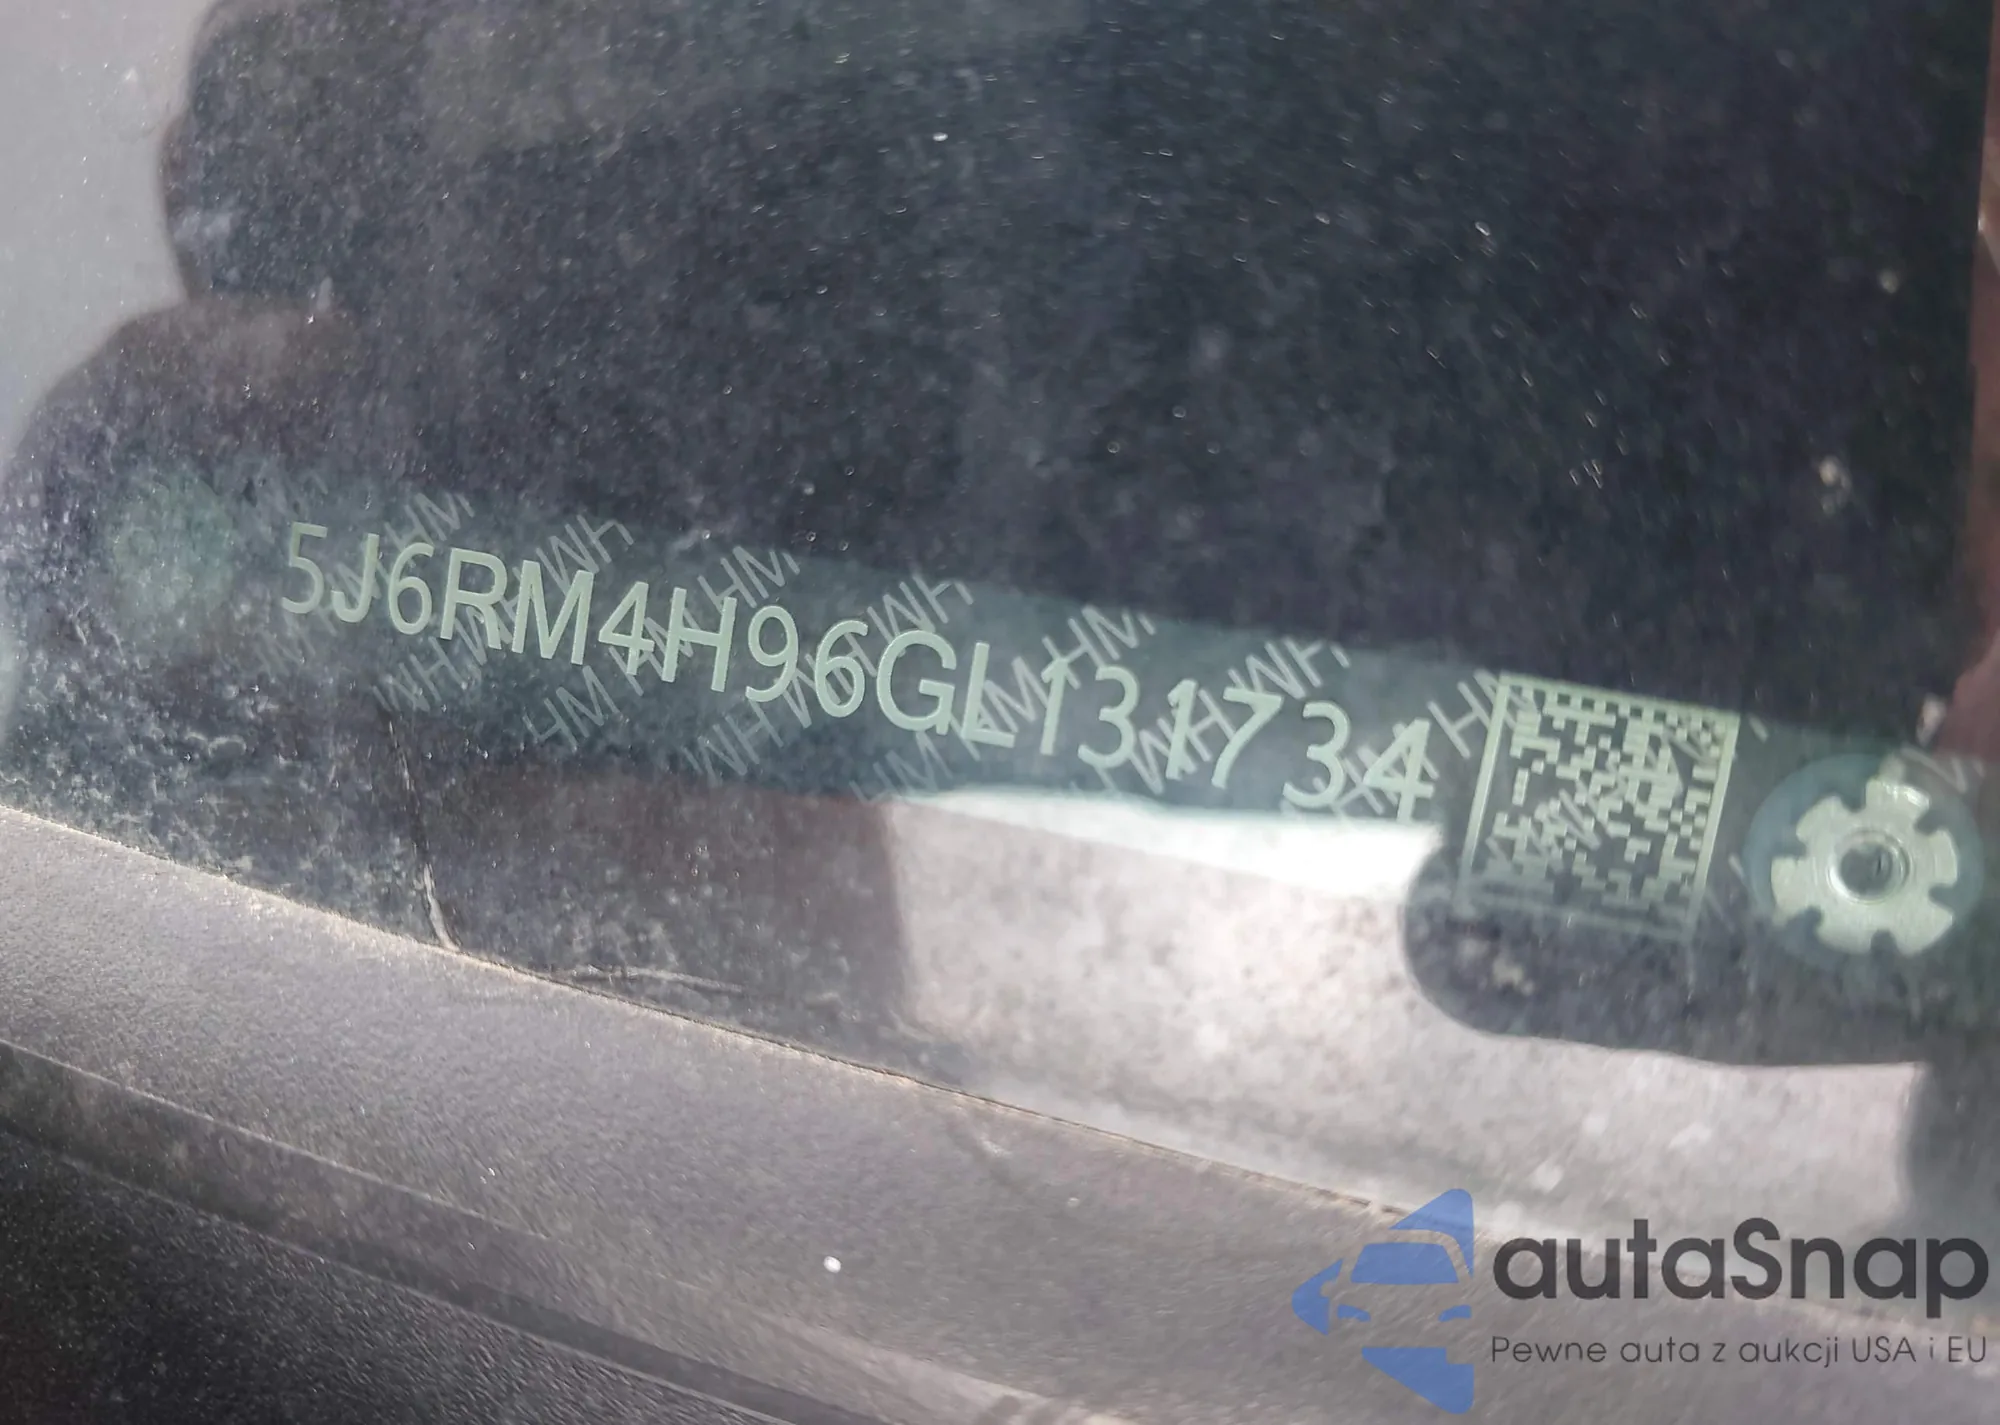 5J6RM4H96GL131734
autaSnap
Pewne auta z aukcji USA i EU